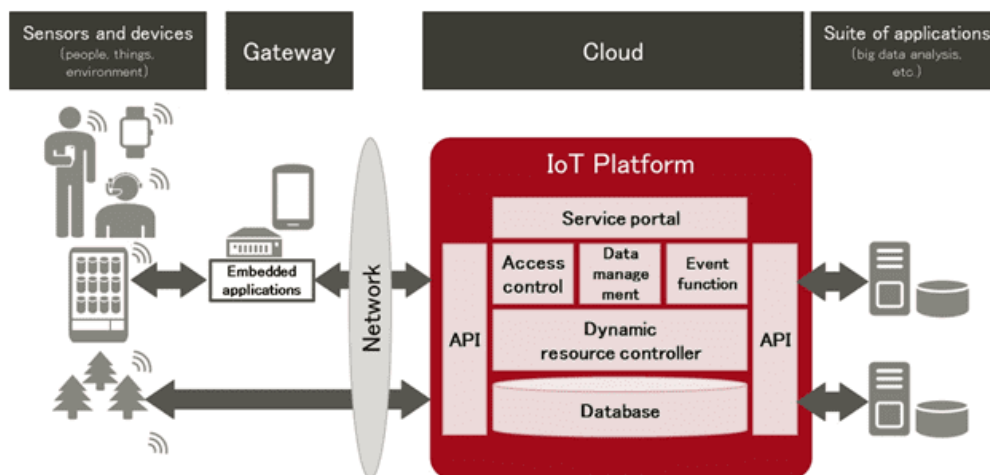 Sensors and devices
(people, things,
environment)
Gateway
Cloud
Suite of applications
(big data analysis,
etc.)
IoT Platform
Service portal
Embedded
applications
Network
API
Access
control
Data
manage
ment
Event
function
Dynamic
resource controller
Database
API